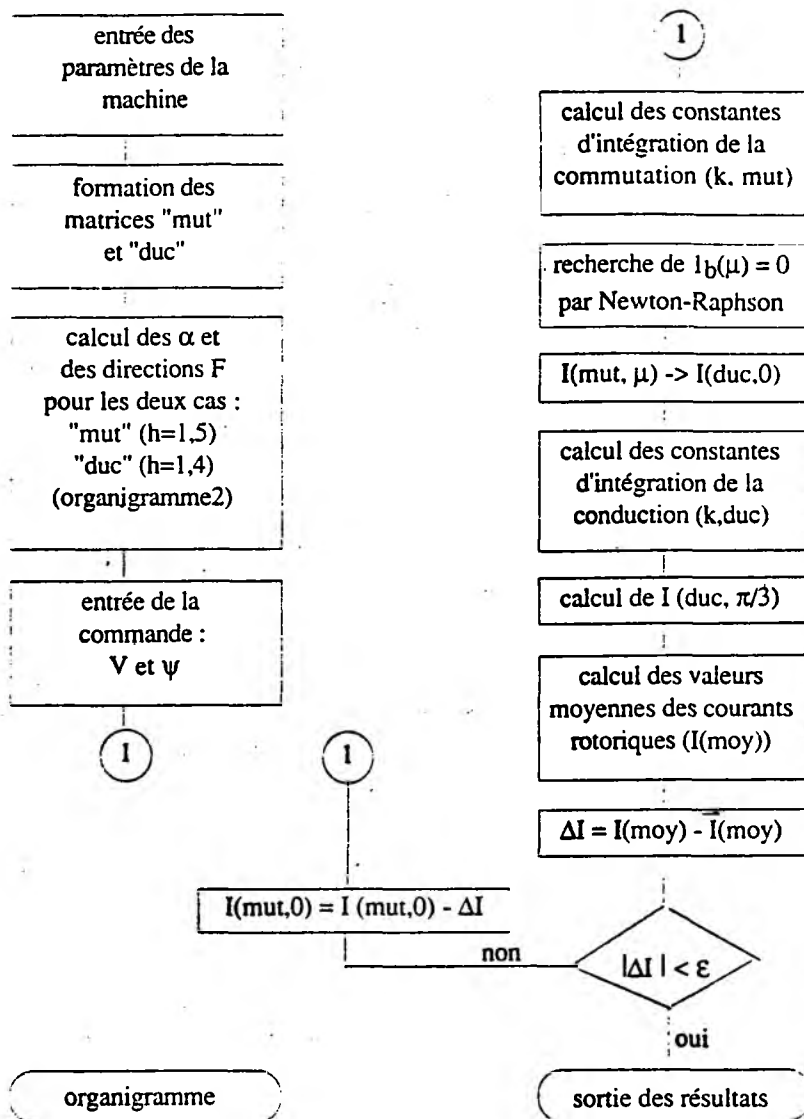 entrée des
paramètres de la
machine
formation des
matrices "mut"
et "duc"
calcul des α et
des directions F
pour les deux cas :
"mut" (h=1,5)
"duc" (h=1,4)
(organigramme2)
entrée de la
commande :
V et ψ
1
1
I(mut,0) = I (mut,0) - ΔI
non
1
calcul des constantes
d'intégration de la
commutation (k, mut)
recherche de 1b(μ) = 0
par Newton-Raphson
I(mut, μ) -> I(duc,0)
calcul des constantes
d'intégration de la
conduction (k,duc)
calcul de I (duc, π/3)
calcul des valeurs
moyennes des courants
rotoriques (I(moy))
ΔI = I(moy) - I̅(moy)
|ΔI | < ε
oui
organigramme
sortie des résultats